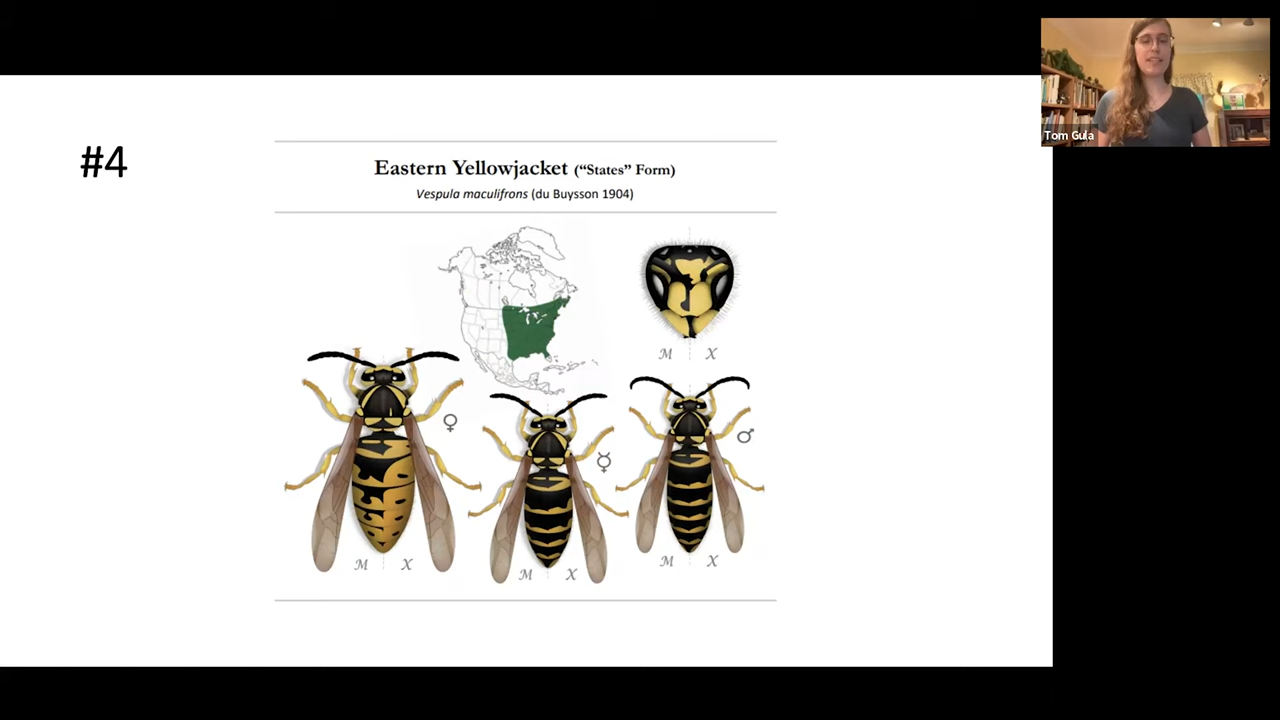 #4
Eastern Yellowjacket (“States” Form)
Vespula maculifrons (du Buysson 1904)
M X
♀
☿
♂
M X
M X
M X
Tom Gula